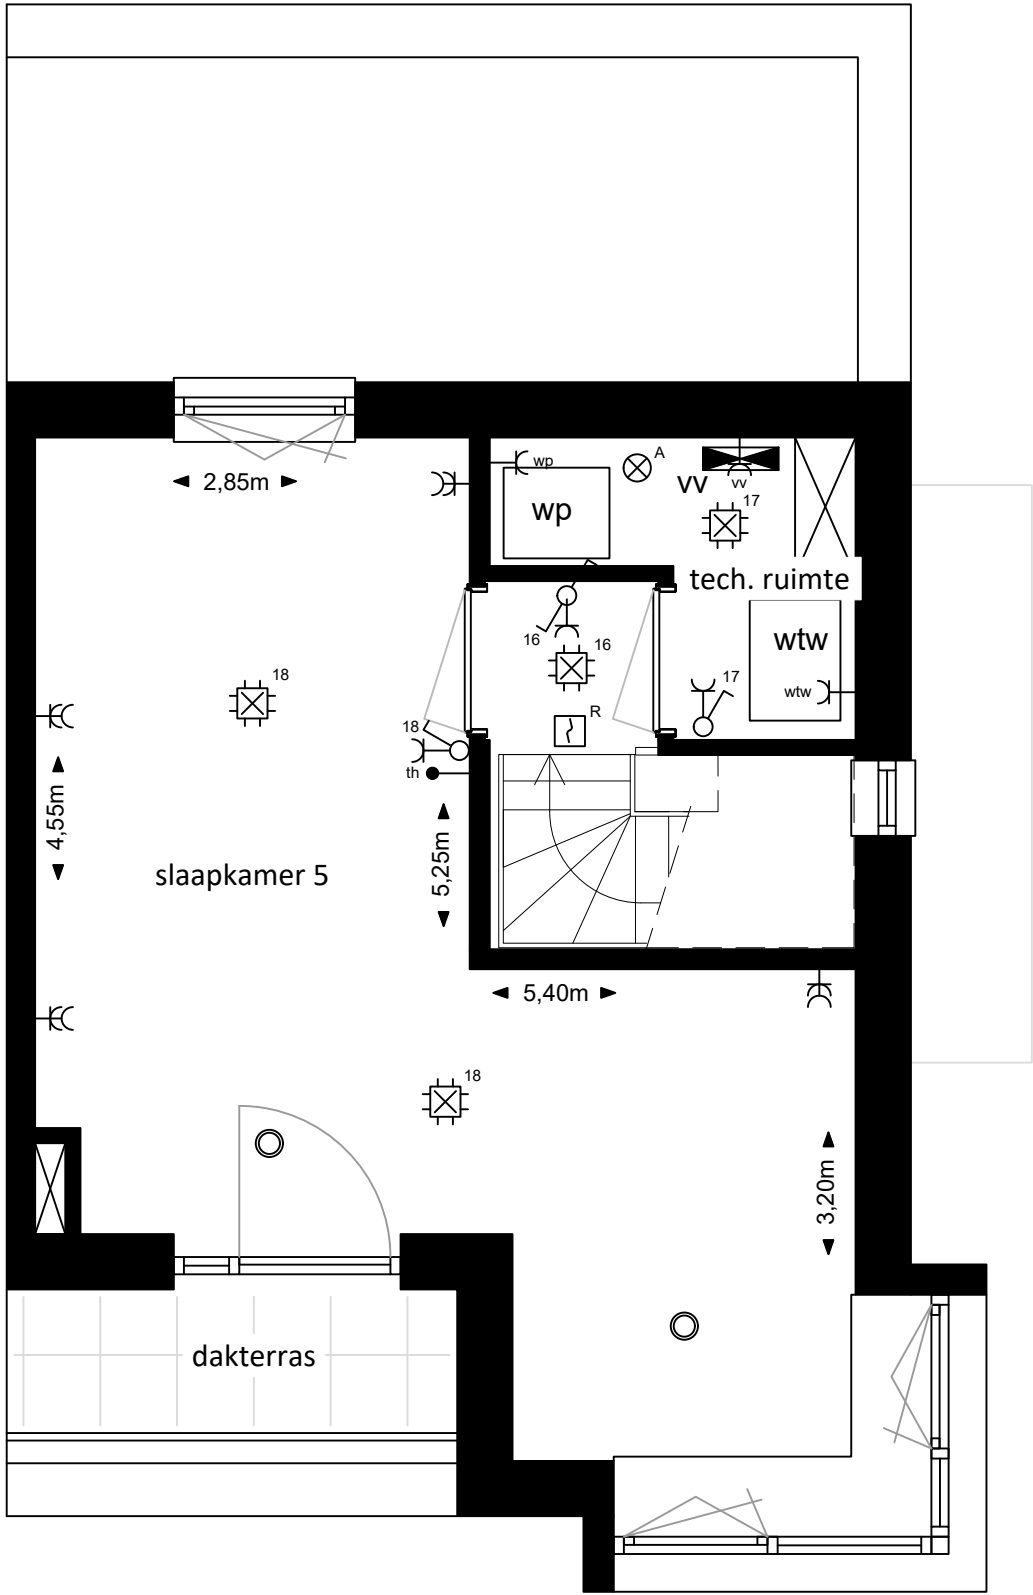 2,85m
wp
A
wp
vv
vv
17
tech. ruimte
16
16
wtw
wtw
17
18
R
18
th
4,55m
5,25m
slaapkamer 5
5,40m
18
3,20m
dakterras